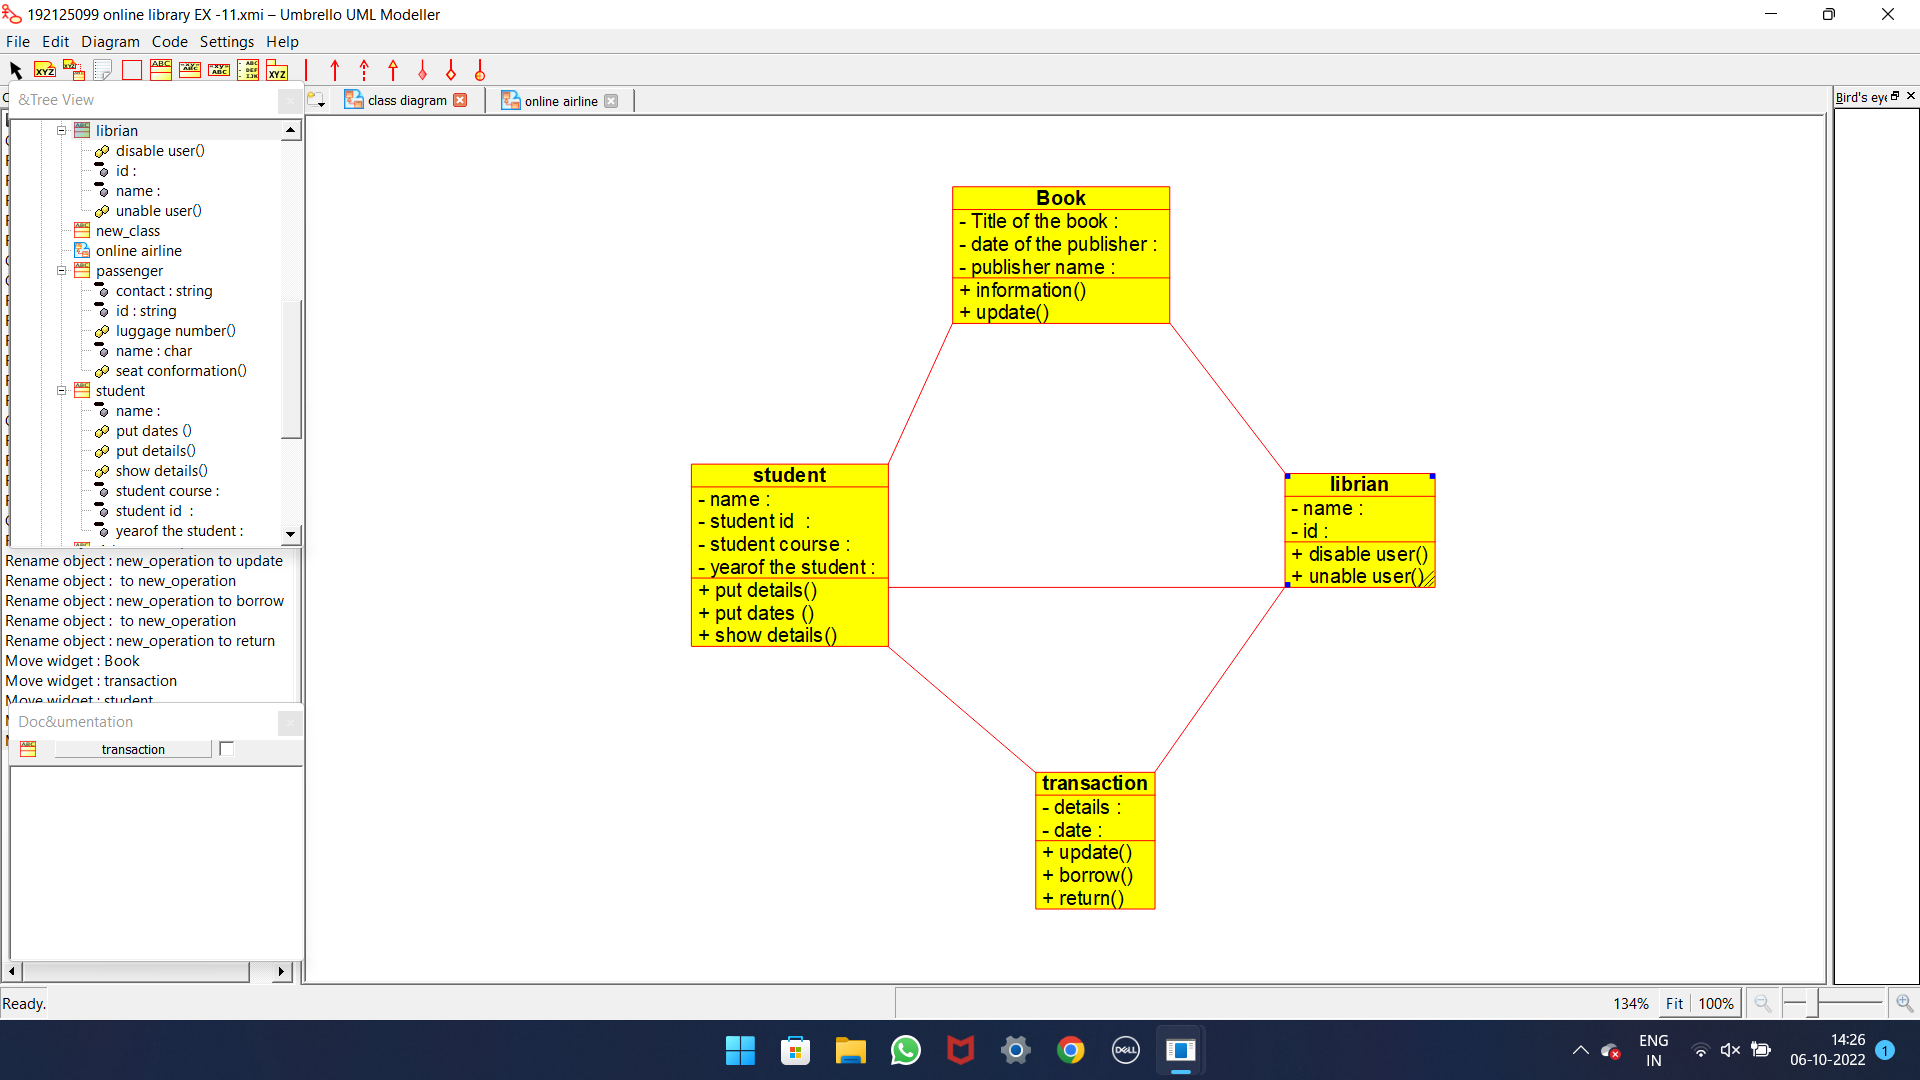 192125099 online library EX -11.xmi – Umbrello UML Modeller
File Edit Diagram Code Settings Help
&Tree View
class diagram
online airline
Bird's eye
librian
disable user()
id :
name :
unable user()
new_class
online airline
passenger
contact : string
id : string
luggage number()
name : char
seat conformation()
student
name :
put dates ()
put details()
show details()
student course :
student id  :
yearof the student :
Rename object : new_operation to update
Rename object :  to new_operation
Rename object : new_operation to borrow
Rename object :  to new_operation
Rename object : new_operation to return
Move widget : Book
Move widget : transaction
Move widget : student
Doc&umentation
transaction
Book
- Title of the book :
- date of the publisher :
- publisher name :
+ information()
+ update()
student
- name :
- student id  :
- student course :
- yearof the student :
+ put details()
+ put dates ()
+ show details()
librian
- name :
- id :
+ disable user()
+ unable user()
transaction
- details :
- date :
+ update()
+ borrow()
+ return()
Ready.
134% Fit 100%
DELL
ENG
IN
14:26
06-10-2022
1